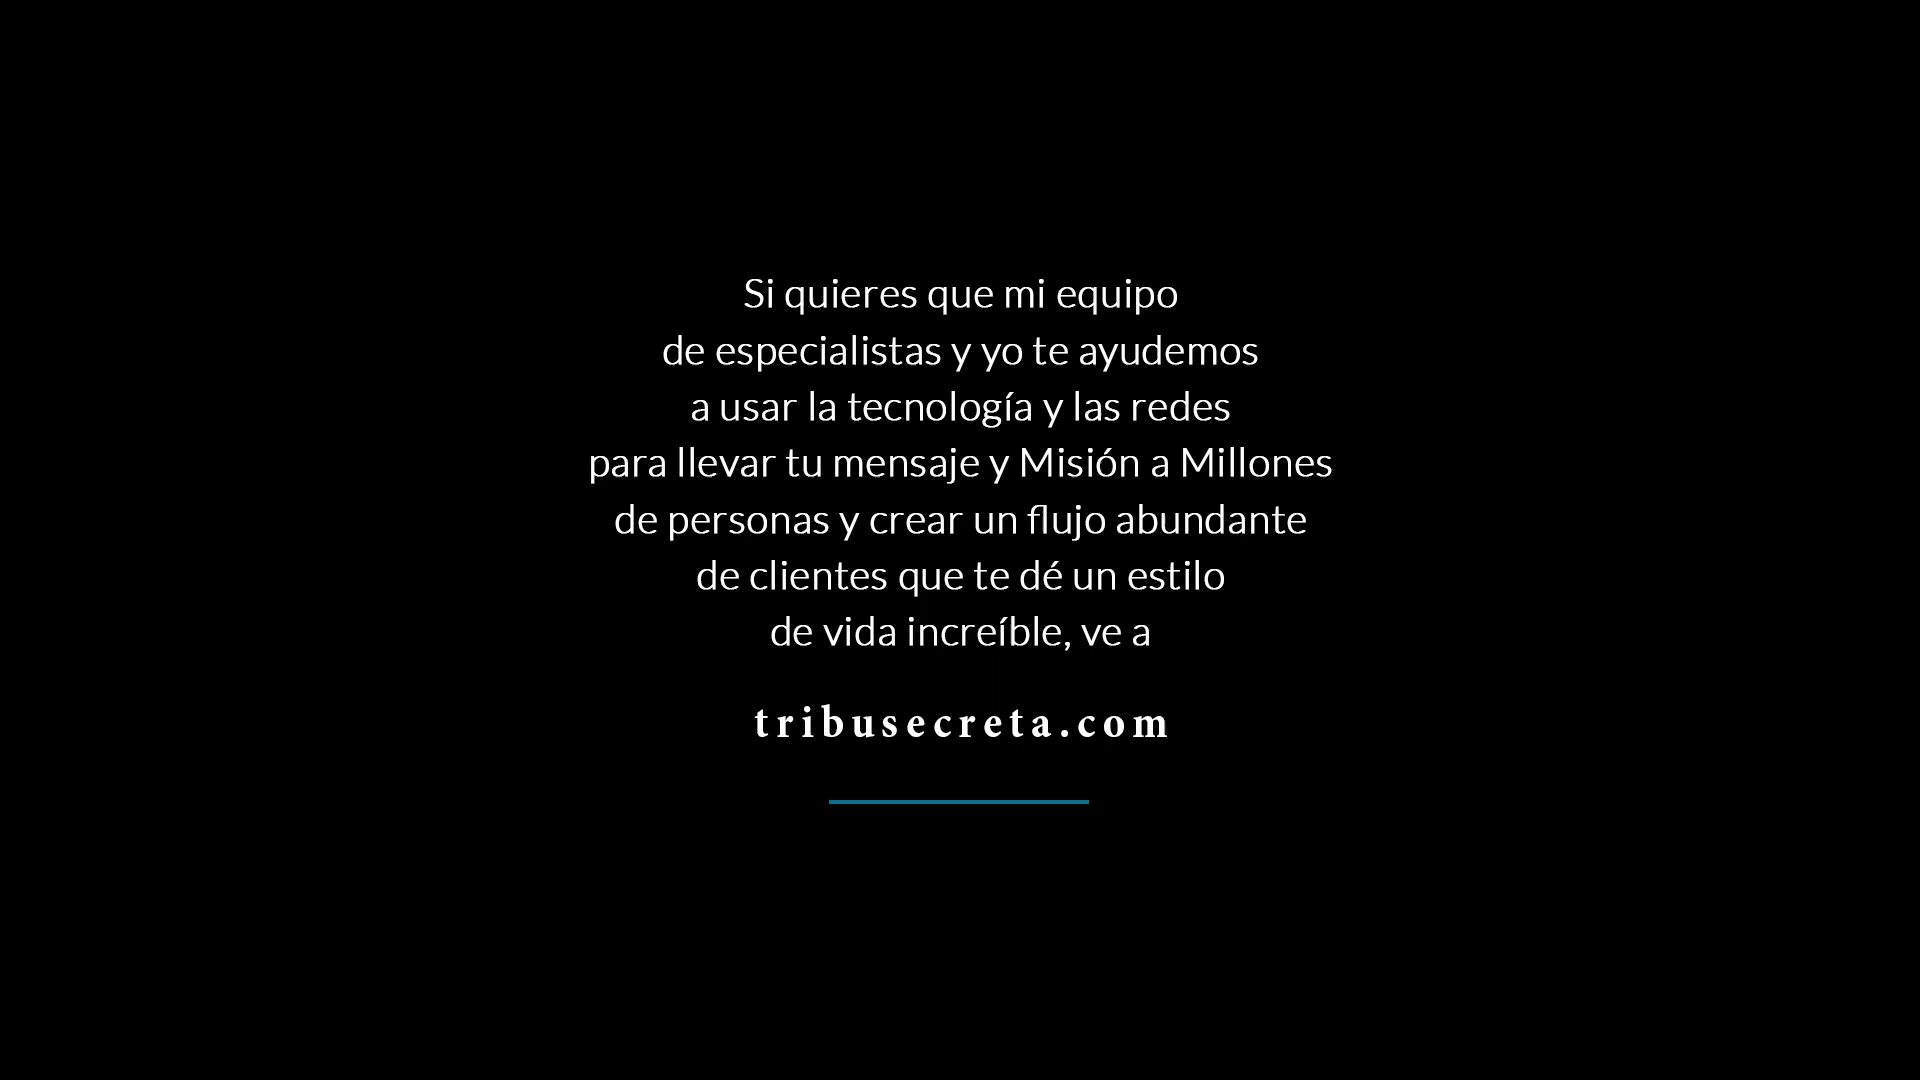 Si quieres que mi equipo
de especialistas y yo te ayudemos
a usar la tecnología y las redes
para llevar tu mensaje y Misión a Millones
de personas y crear un flujo abundante
de clientes que te dé un estilo
de vida increíble, ve a
tribusecreta.com